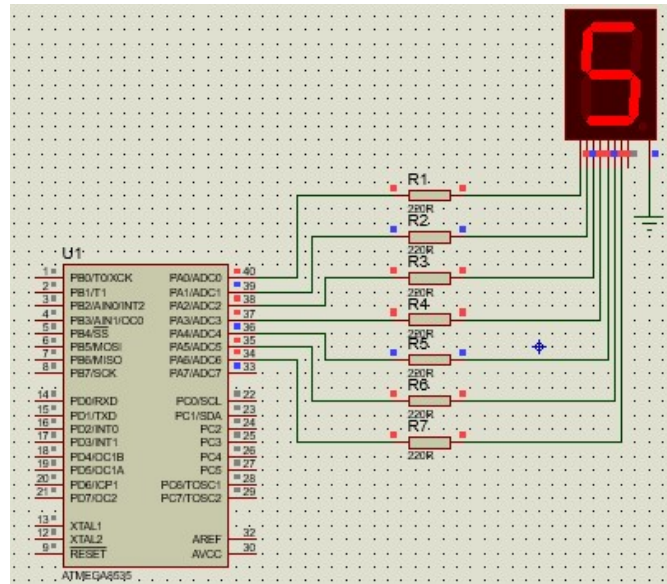 5
R1
220R
R2
220R
R3
220R
R4
220R
R5
R6
220R
R7
220R
U1
1 PB0/T0/XCK PA0/ADC0 40
2 PB1/T1 PA1/ADC1 39
3 PB2/AIN0/INT2 PA2/ADC2 38
4 PB3/AIN1/OC0 PA3/ADC3 37
5 PB4/SS PA4/ADC4 36
6 PB5/MOSI PA5/ADC5 35
7 PB6/MISO PA6/ADC6 34
8 PB7/SCK PA7/ADC7 33
14 PD0/RXD PC0/SCL 22
15 PD1/TXD PC1/SDA 23
16 PD2/INT0 PC2 24
17 PD3/INT1 PC3 25
18 PD4/OC1B PC4 26
19 PD5/OC1A PC5 27
20 PD6/ICP1 PC6/TOSC1 28
21 PD7/OC2 PC7/TOSC2 29
13 XTAL1
12 XTAL2 AREF 32
9 RESET AVCC 30
ATMEGA8535